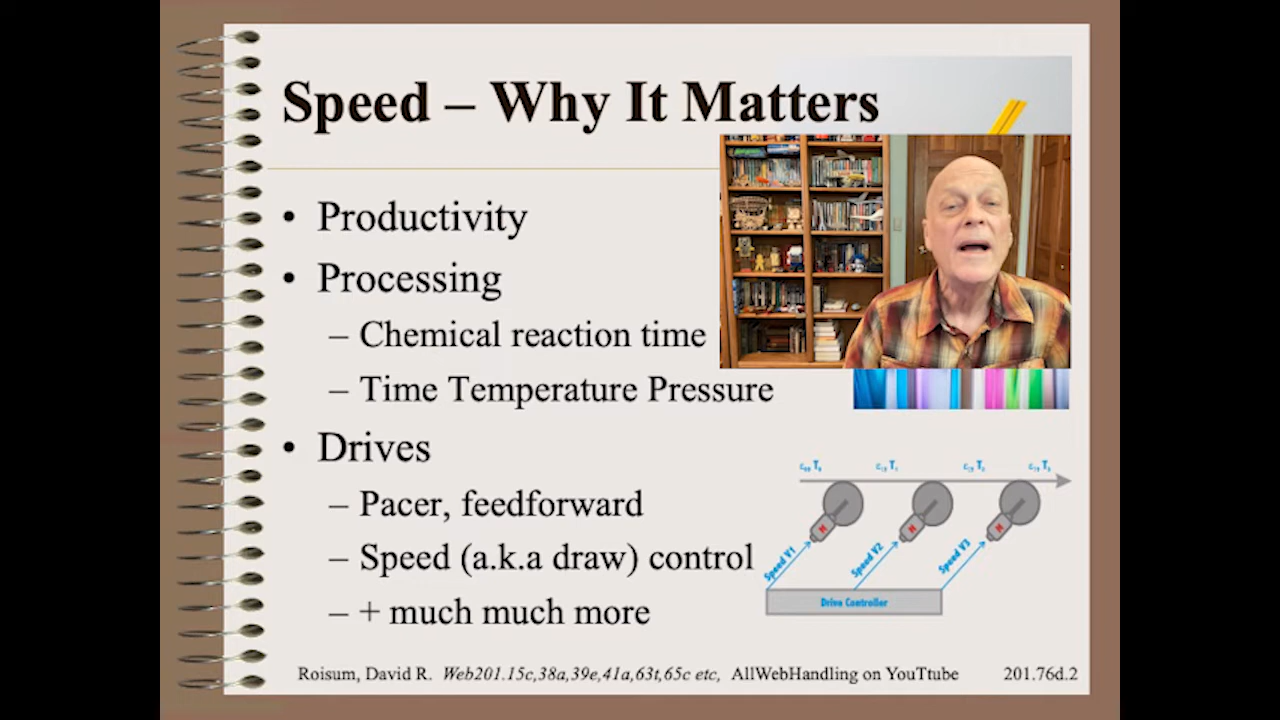 Speed – Why It Matters
• Productivity
• Processing
– Chemical reaction time
– Time Temperature Pressure
• Drives
– Pacer, feedforward
– Speed (a.k.a draw) control
– + much much more
Speed V1
Speed V2
Speed V3
Drive Controller
Roisum, David R. Web201.15c,38a,39e,41a,63t,65c etc, AllWebHandling on YouTtube 201.76d.2